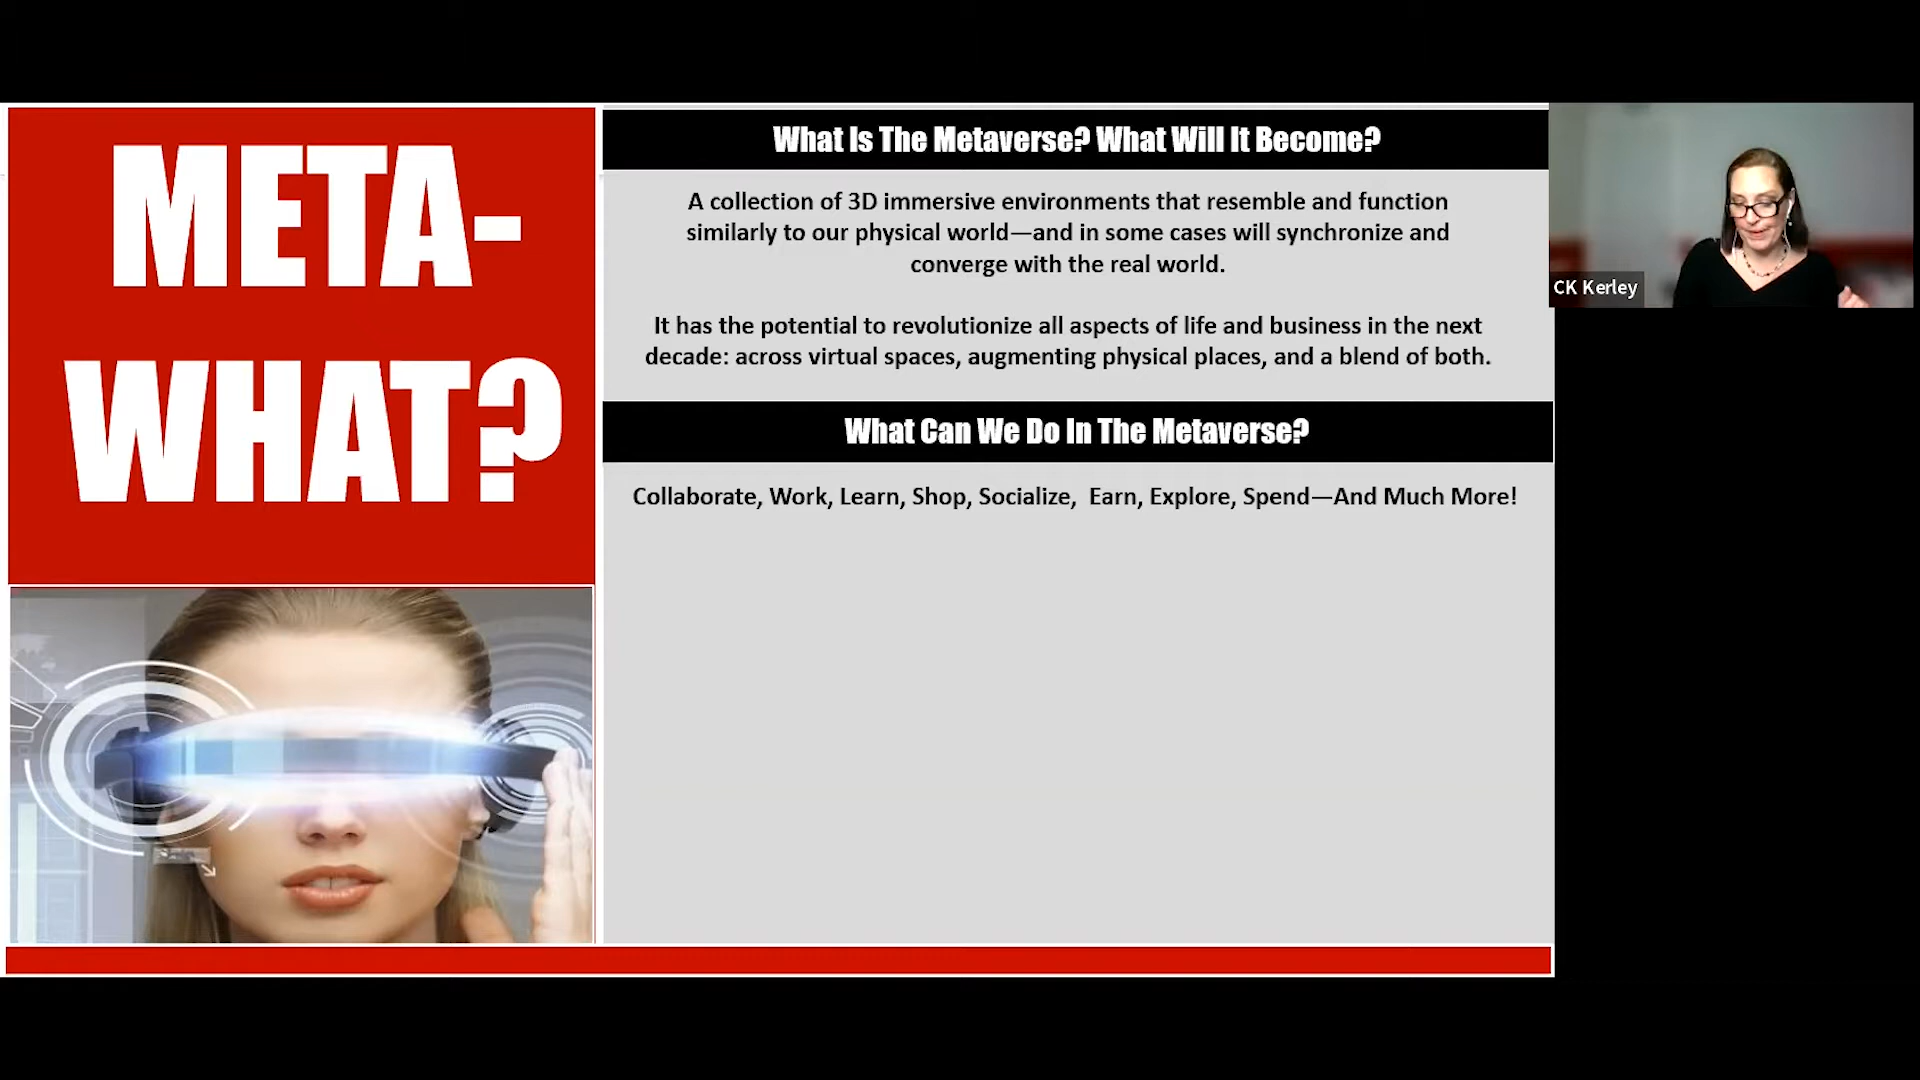 META-
WHAT?
What Is The Metaverse? What Will It Become?
A collection of 3D immersive environments that resemble and function
similarly to our physical world—and in some cases will synchronize and
converge with the real world.
It has the potential to revolutionize all aspects of life and business in the next
decade: across virtual spaces, augmenting physical places, and a blend of both.
What Can We Do In The Metaverse?
Collaborate, Work, Learn, Shop, Socialize,  Earn, Explore, Spend—And Much More!
CK Kerley